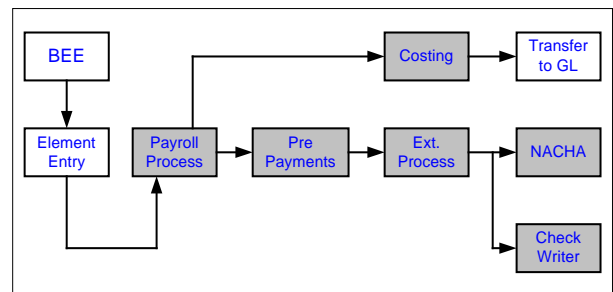 BEE
Costing
Transfer
to GL
Element
Entry
Payroll
Process
Pre
Payments
Ext.
Process
NACHA
Check
Writer